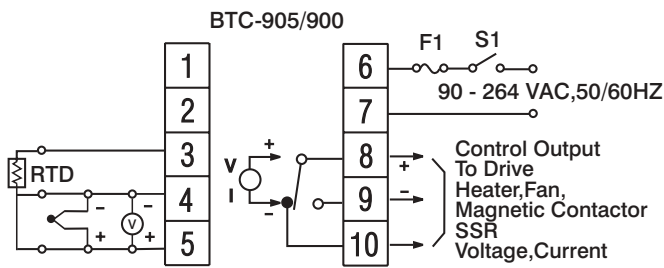 BTC-905/900
F1
S1
1
2
3
4
5
6
7
8
9
10
90 - 264 VAC,50/60HZ
RTD
V
I
+
-
+
-
-
+
-
+
V
Control Output
To Drive
Heater,Fan,
Magnetic Contactor
SSR
Voltage,Current